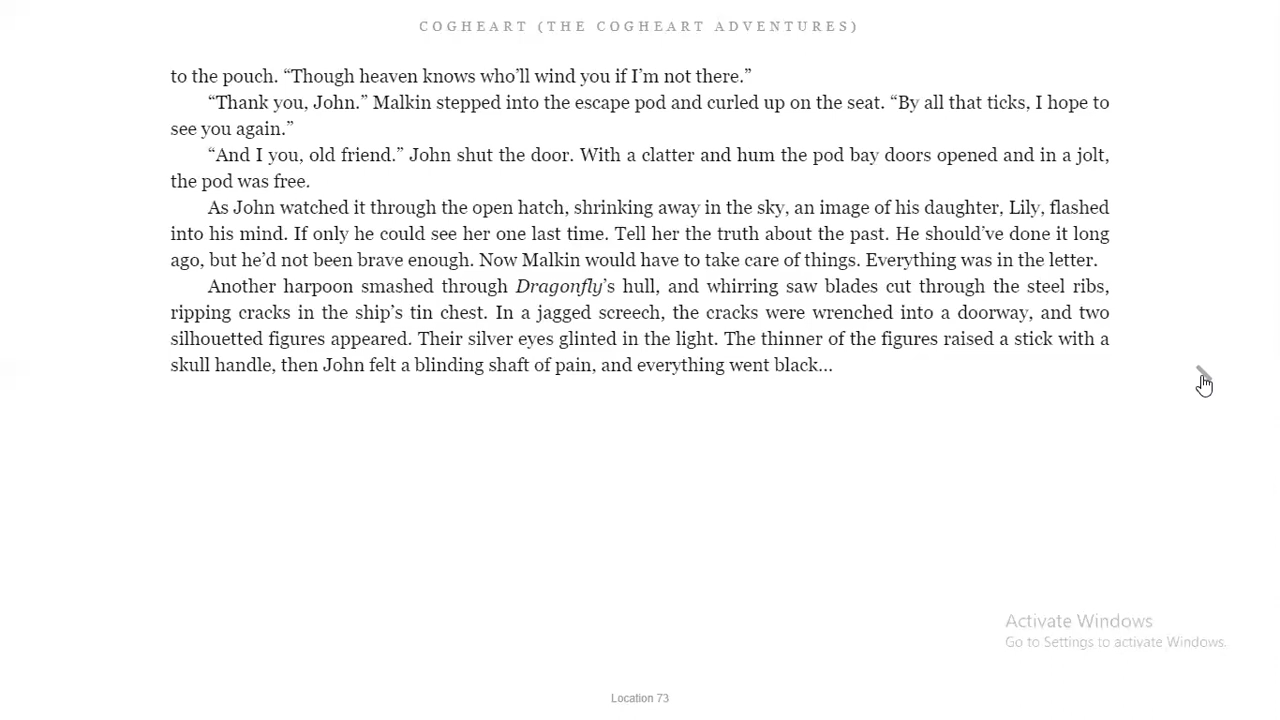 COGHEART (THE COGHEART ADVENTURES)
to the pouch. “Though heaven knows who’ll wind you if I’m not there.”
“Thank you, John.” Malkin stepped into the escape pod and curled up on the seat. “By all that ticks, I hope to
see you again.”
“And I you, old friend.” John shut the door. With a clatter and hum the pod bay doors opened and in a jolt,
the pod was free.
As John watched it through the open hatch, shrinking away in the sky, an image of his daughter, Lily, flashed
into his mind. If only he could see her one last time. Tell her the truth about the past. He should’ve done it long
ago, but he’d not been brave enough. Now Malkin would have to take care of things. Everything was in the letter.
Another harpoon smashed through Dragonfly’s hull, and whirring saw blades cut through the steel ribs,
ripping cracks in the ship’s tin chest. In a jagged screech, the cracks were wrenched into a doorway, and two
silhouetted figures appeared. Their silver eyes glinted in the light. The thinner of the figures raised a stick with a
skull handle, then John felt a blinding shaft of pain, and everything went black…
Activate Windows
Go to Settings to activate Windows.
Location 73